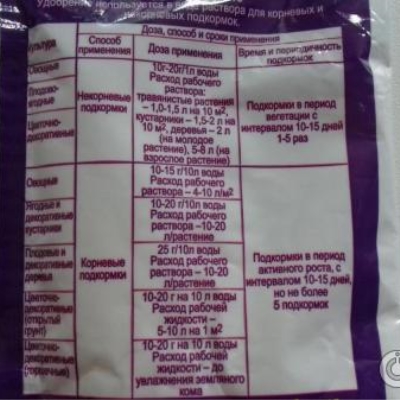 Удобрение используется в виде раствора для корневых и
некорневых подкормок.
Доза, способ и сроки применения
Культура
Способ
применения
Доза применения
Время и периодичность
подкормок
Овощные
Плодово-
ягодные
Цветочно-
декоративные
Некорневые
подкормки
10г-20г/1л воды
Расход рабочего
раствора:
травянистые растения
– 1,0-1,5 л на 10 м²,
кустарники – 1,5-2 л на
10 м², деревья – 2 л
(на молодое
растение), 5-8 л (на
взрослое растение)
Подкормки в период
вегетации с
интервалом 10-15 дней
1-5 раз
Овощные
10-15 г/10л воды
Расход рабочего
раствора – 4-10 л/м²
Ягодные и
декоративные
кустарники
10-20 г/10л воды
Расход рабочего
раствора –10-20
л/растение
Плодовые и
декоративные
дерева
Корневые
подкормки
25 г/10л воды
Расход рабочего
раствора – 10-20
л/растение
Подкормки в период
активного роста, с
интервалом 10-15 дней,
но не более
5 подкормок
Цветочно-
декоративные
(открытый
грунт)
10-20 г на 10 л воды
Расход рабочей
жидкости –
5-10 л на 1 м²
Цветочно-
декоративные
(горшечные)
10-20 г на 10 л воды
Расход рабочей
жидкости – до
увлажнения земляного
кома